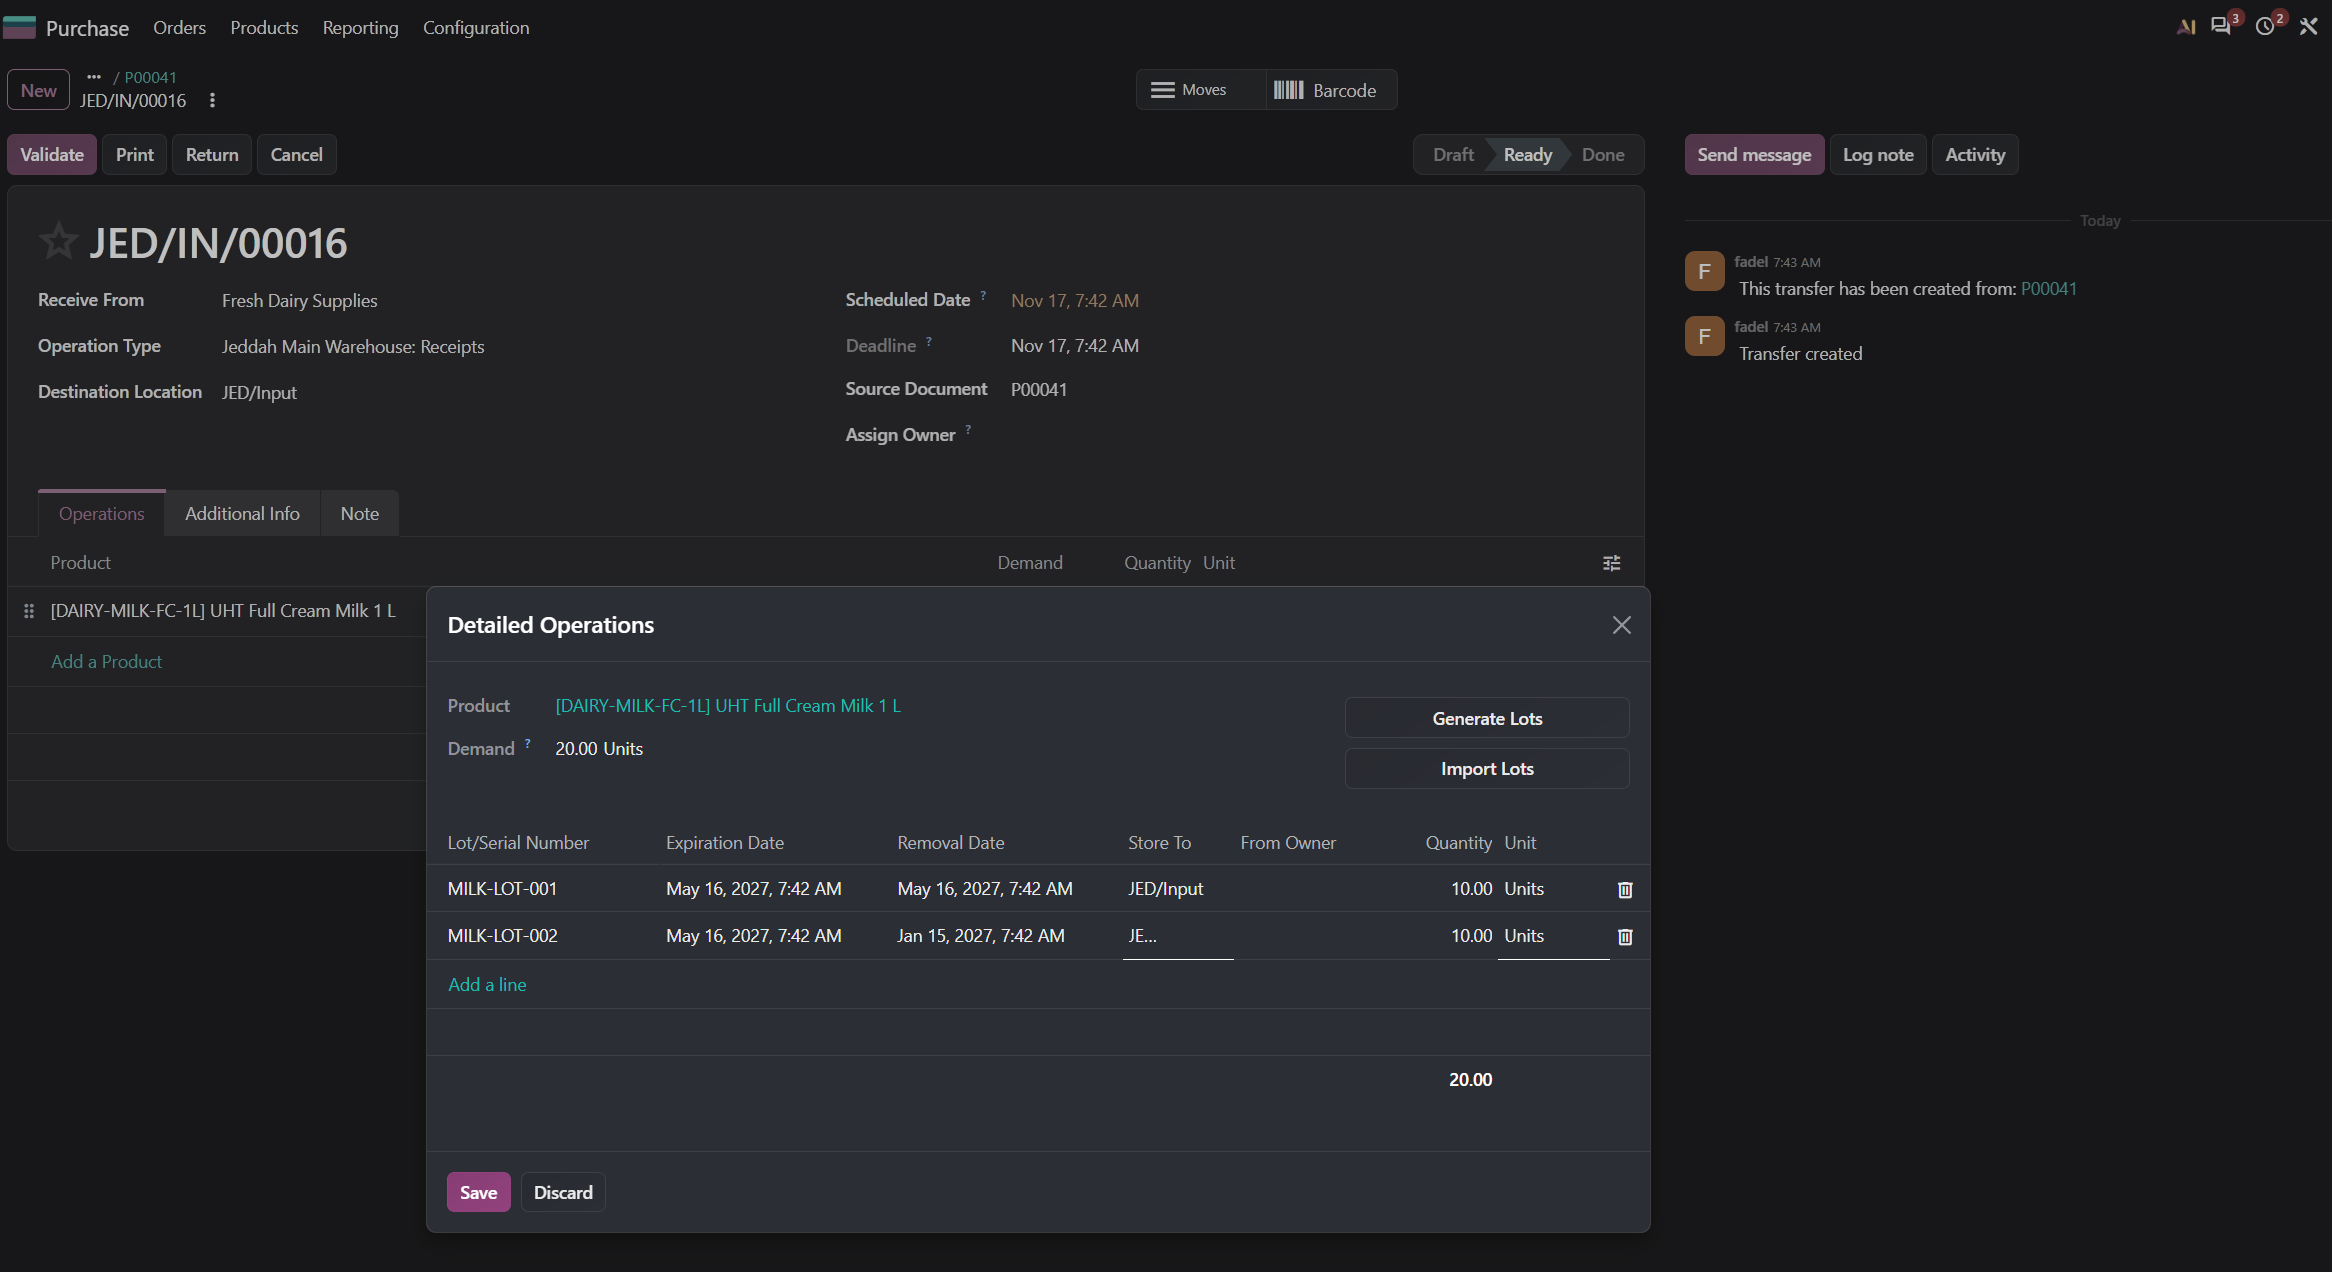 Purchase Orders Products Reporting Configuration
AI 3 2
New ... / P00041
JED/IN/00016
Moves Barcode
Validate Print Return Cancel
Draft Ready Done
Send message Log note Activity
JED/IN/00016
Today
Receive From Fresh Dairy Supplies
Scheduled Date ? Nov 17, 7:42 AM
Operation Type Jeddah Main Warehouse: Receipts
Deadline ? Nov 17, 7:42 AM
Destination Location JED/Input
Source Document P00041
Assign Owner ?
F fadel 7:43 AM
This transfer has been created from: P00041
F fadel 7:43 AM
Transfer created
Operations Additional Info Note
Product Demand Quantity Unit
[DAIRY-MILK-FC-1L] UHT Full Cream Milk 1 L
Add a Product
Detailed Operations
Product [DAIRY-MILK-FC-1L] UHT Full Cream Milk 1 L
Demand ? 20.00 Units
Generate Lots
Import Lots
Lot/Serial Number Expiration Date Removal Date Store To From Owner Quantity Unit
MILK-LOT-001 May 16, 2027, 7:42 AM May 16, 2027, 7:42 AM JED/Input 10.00 Units
MILK-LOT-002 May 16, 2027, 7:42 AM Jan 15, 2027, 7:42 AM JE... 10.00 Units
Add a line
20.00
Save Discard